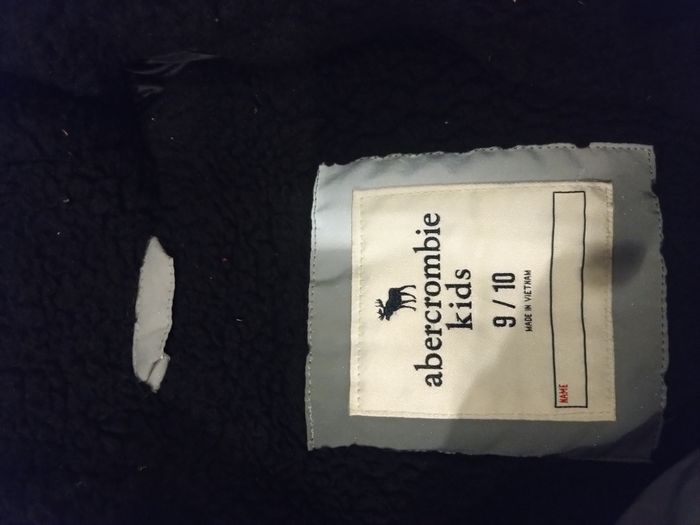 abercrombie
kids
9 / 10
MADE IN VIETNAM
NAME